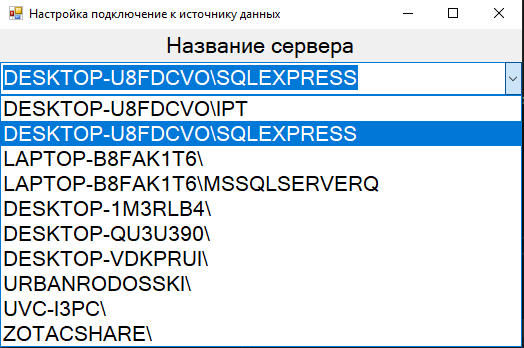 Настройка подключение к источнику данных
Название сервера
DESKTOP-U8FDCVO\SQLEXPRESS
DESKTOP-U8FDCVO\IPT
DESKTOP-U8FDCVO\SQLEXPRESS
LAPTOP-B8FAK1T6\
LAPTOP-B8FAK1T6\MSSQLSERVERQ
DESKTOP-1M3RLB4\
DESKTOP-QU3U390\
DESKTOP-VDKPRUI\
URBANRODOSSKI\
UVC-I3PC\
ZOTACSHARE\